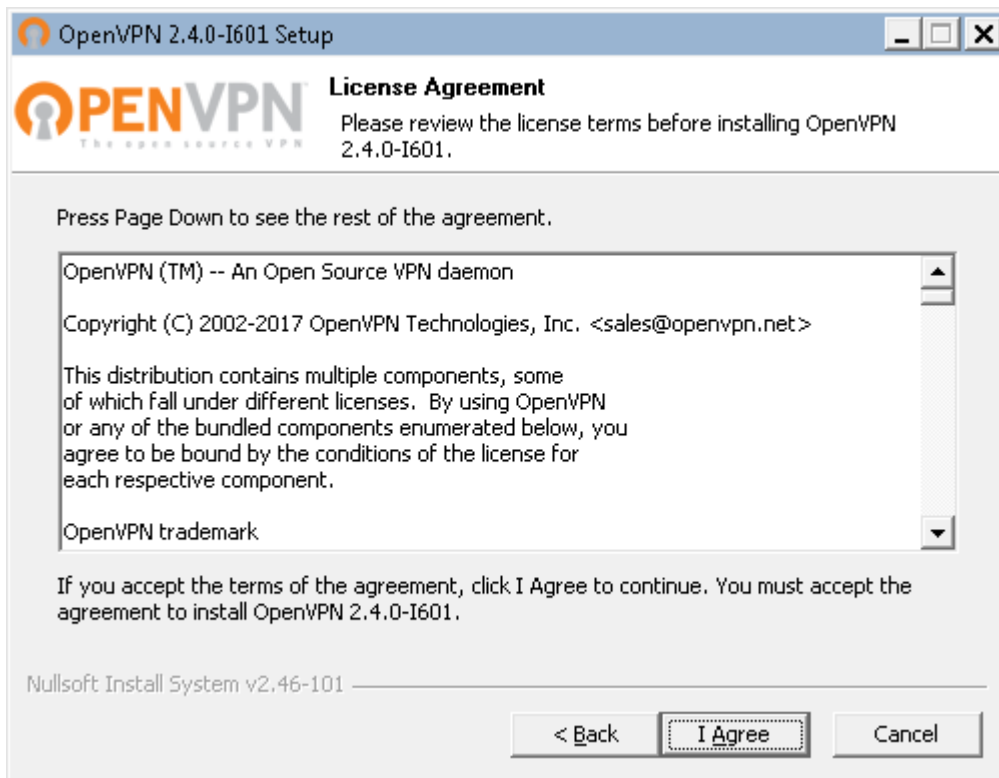 OpenVPN 2.4.0-I601 Setup
OPENVPN
The open source VPN
License Agreement
Please review the license terms before installing OpenVPN
2.4.0-I601.
Press Page Down to see the rest of the agreement.
OpenVPN (TM) -- An Open Source VPN daemon
Copyright (C) 2002-2017 OpenVPN Technologies, Inc. <sales@openvpn.net>
This distribution contains multiple components, some
of which fall under different licenses.  By using OpenVPN
or any of the bundled components enumerated below, you
agree to be bound by the conditions of the license for
each respective component.
OpenVPN trademark
If you accept the terms of the agreement, click I Agree to continue. You must accept the
agreement to install OpenVPN 2.4.0-I601.
Nullsoft Install System v2.46-101
< Back
I Agree
Cancel